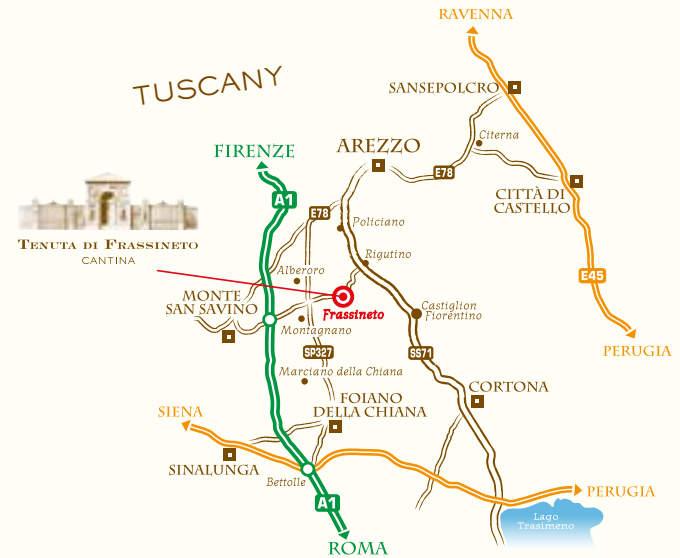 RAVENNA
TUSCANY
SANSEPOLCRO
Citerna
FIRENZE
AREZZO
E78
A1
CITTÀ DI
CASTELLO
E78
Policiano
TENUTA DI FRASSINETO
CANTINA
Rigutino
Alberoro
E45
MONTE
SAN SAVINO
Frassineto
Castiglion
Fiorentino
Montagnano
SP327
SS71
PERUGIA
Marciano della Chiana
CORTONA
FOIANO
DELLA CHIANA
SIENA
SINALUNGA
Bettolle
A1
PERUGIA
Lago
Trasimeno
ROMA